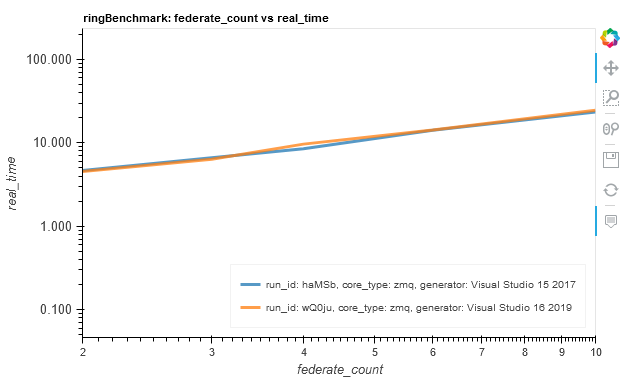 ringBenchmark: federate_count vs real_time
100.000
10.000
1.000
0.100
real_time
run_id: haMSb, core_type: zmq, generator: Visual Studio 15 2017
run_id: wQ0ju, core_type: zmq, generator: Visual Studio 16 2019
2 3 4 5 6 7 8 9 10
federate_count